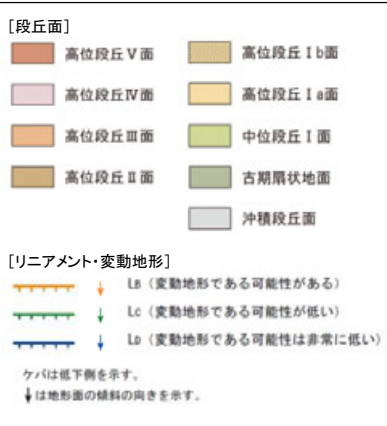 [段丘面]
高位段丘Ⅴ面
高位段丘Ⅳ面
高位段丘Ⅲ面
高位段丘Ⅱ面
高位段丘Ⅰb面
高位段丘Ⅰa面
中位段丘Ⅰ面
古期扇状地面
沖積段丘面
[リニアメント・変動地形]
LB（変動地形である可能性がある）
LC（変動地形である可能性が低い）
LD（変動地形である可能性は非常に低い）
ケバは低下側を示す。
↓は地形面の傾斜の向きを示す。